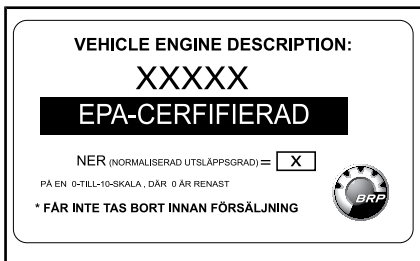 VEHICLE ENGINE DESCRIPTION:
XXXXX
EPA-CERFIFIERAD
NER (NORMALISERAD UTSLÄPPSGRAD) = X
PÅ EN 0-TILL-10-SKALA , DÄR 0 ÄR RENAST
* FÅR INTE TAS BORT INNAN FÖRSÄLJNING
BRP